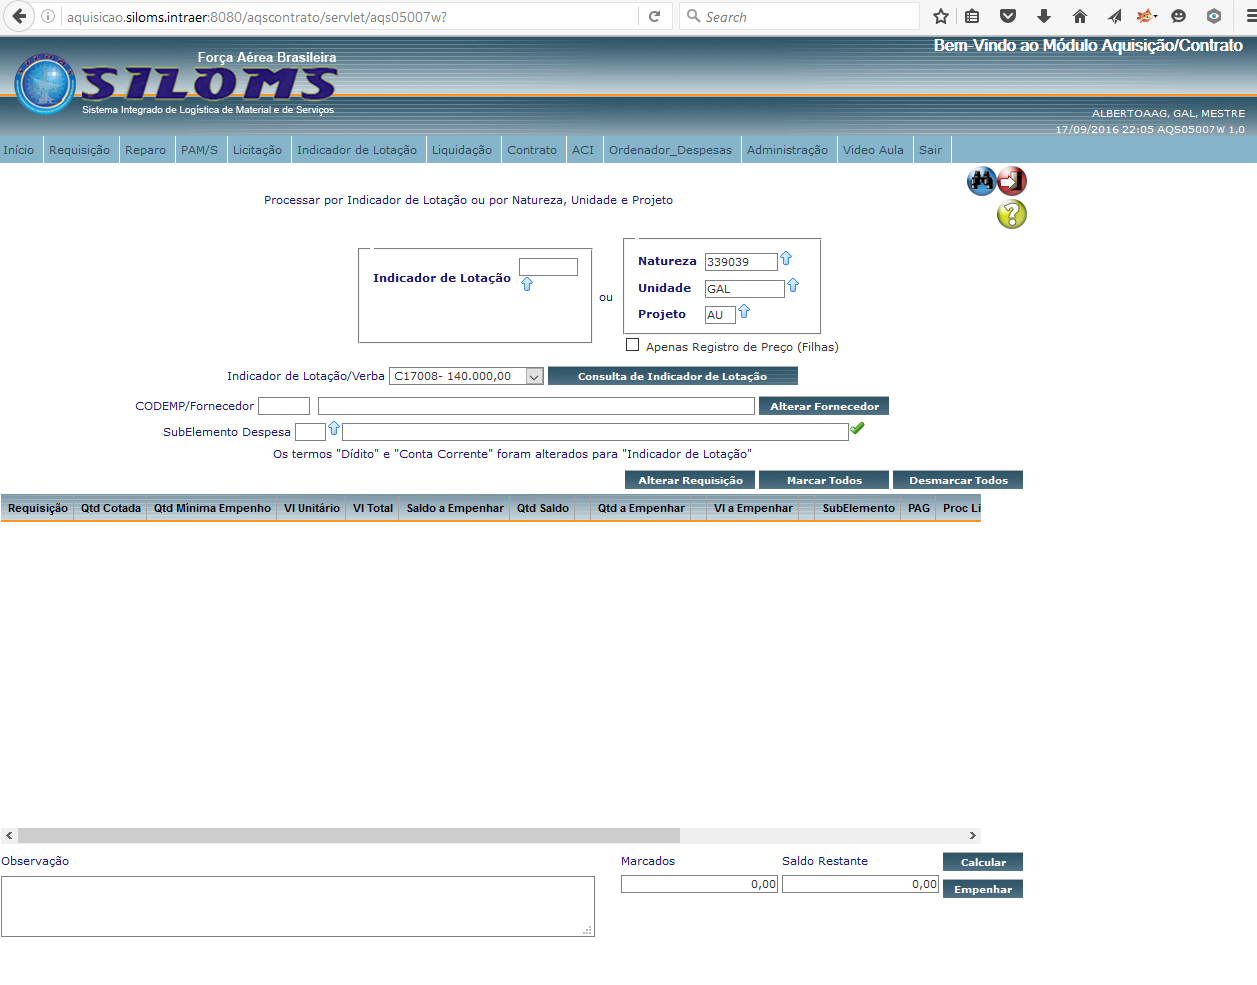 aquisicao.siloms.intraer:8080/aqscontrato/servlet/aqs05007w?
Search
Bem-Vindo ao Módulo Aquisição/Contrato
Força Aérea Brasileira
SILOMS
Sistema Integrado de Logística de Material e de Serviços
ALBERTOAAG, GAL, MESTRE
17/09/2016 22:05 AQS05007W 1.0
Início Requisição Reparo PAM/S Licitação Indicador de Lotação Liquidação Contrato ACI Ordenador_Despesas Administração Video Aula Sair
Processar por Indicador de Lotação ou por Natureza, Unidade e Projeto
Indicador de Lotação
ou
Natureza 339039
Unidade GAL
Projeto AU
Apenas Registro de Preço (Filhas)
Indicador de Lotação/Verba C17008- 140.000,00 Consulta de Indicador de Lotação
CODEMP/Fornecedor Alterar Fornecedor
SubElemento Despesa
Os termos "Dídito" e "Conta Corrente" foram alterados para "Indicador de Lotação"
Alterar Requisição Marcar Todos Desmarcar Todos
Requisição Qtd Cotada Qtd Mínima Empenho Vl Unitário Vl Total Saldo a Empenhar Qtd Saldo Qtd a Empenhar Vl a Empenhar SubElemento PAG Proc Li
Observação Marcados Saldo Restante Calcular
0,00 0,00 Empenhar